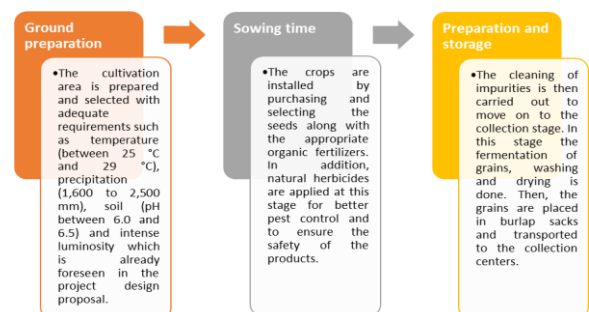 Ground
preparation
•The cultivation
area is prepared
and selected with
adequate
requirements such
as temperature
(between 25 °C
and 29 °C),
precipitation
(1,600 to 2,500
mm), soil (pH
between 6.0 and
6.5) and intense
luminosity which
is already
foreseen in the
project design
proposal.
Sowing time
•The crops are
installed by
purchasing and
selecting the
seeds along with
the appropriate
organic fertilizers.
In addition,
natural herbicides
are applied at this
stage for better
pest control and
to ensure the
safety of the
products.
Preparation and
storage
•The cleaning of
impurities is then
carried out to
move on to the
collection stage. In
this stage the
fermentation of
grains, washing
and drying is
done. Then, the
grains are placed
in burlap sacks
and transported
to the collection
centers.